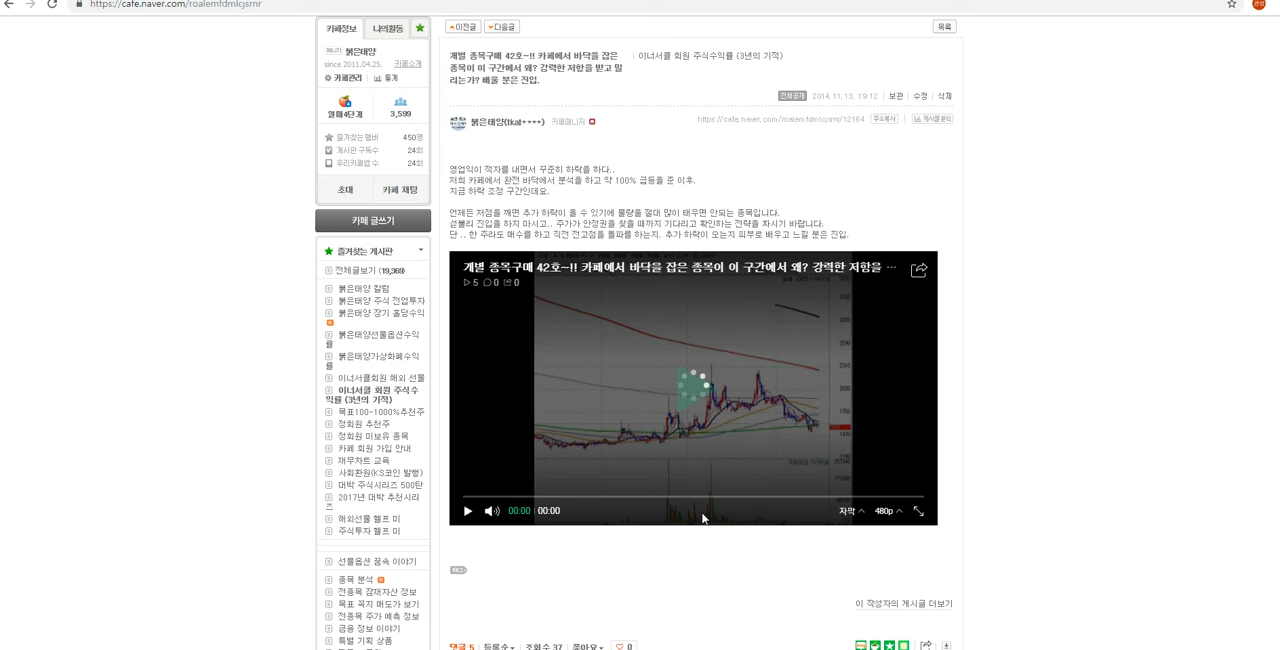 https://cafe.naver.com/roalemfdmlcjsrnr
카페정보
나의활동
매니저 붉은태양
since 2011.04.25.
카페소개
카페관리
통계
열매4단계
3,599
즐겨찾는 멤버
450명
게시판 구독수
24회
우리카페앱 수
24회
초대
카페 채팅
카페 글쓰기
즐겨찾는 게시판
전체글보기 (19,369)
붉은태양 칼럼
붉은태양 주식 전업투자
붉은태양 장기 홀딩수익
붉은태양선물옵션수익
률
붉은태양가상화폐수익
률
이너서클회원 해외 선물
이너서클 회원 주식수
익률 (3년의 기적)
목표100-1000%추천주
정회원 추천주
정회원 미보유 종목
카페 회원 가입 안내
재무차트 교육
사회환원(KS코인 발행)
대박 주식시리즈 500탄
2017년 대박 추천시리
즈
해외선물 헬프 미
주식투자 헬프 미
선물옵션 꿈속 이야기
종목 분석
전종목 잠재자산 정보
목표 꼭지 매도가 보기
전종목 주가 예측 정보
금융 정보 이야기
특별 기획 상품
이전글
다음글
목록
개별 종목구매 42호~!! 카페에서 바닥을 잡은
종목이 이 구간에서 왜? 강력한 저항을 받고 밀
리는가? 배울 분은 진입.
이너서클 회원 주식수익률 (3년의 기적)
전체공개
2014.11.13. 19:12
보관
수정
삭제
붉은태양(tkat****)
카페매니저
https://cafe.naver.com/roalemfdmlcjsrnr/12164
주소복사
게시글 분석
영업익이 적자를 내면서 꾸준히 하락을 하다..
저희 카페에서 완전 바닥에서 분석을 하고 약 100% 급등을 준 이후.
지금 하락 조정 구간인데요.
언제든 저점을 깨면 추가 하락이 올 수 있기에 물량을 절대 많이 태우면 안되는 종목입니다.
섣불리 진입을 하지 마시고.. 주가가 안정권을 찾을 때까지 기다리고 확인하는 전략을 짜시기 바랍니다.
단 .. 한 주라도 매수를 하고 직전 전고점을 돌파를 하는지. 추가 하락이 오는지 피부로 배우고 느낄 분은 진입.
개별 종목구매 42호~!! 카페에서 바닥을 잡은 종목이 이 구간에서 왜? 강력한 저항을 ...
5
0
0
00:00
00:00
자막
480p
태그
이 작성자의 게시글 더보기
댓글 5
등록순
조회수 37
좋아요
0